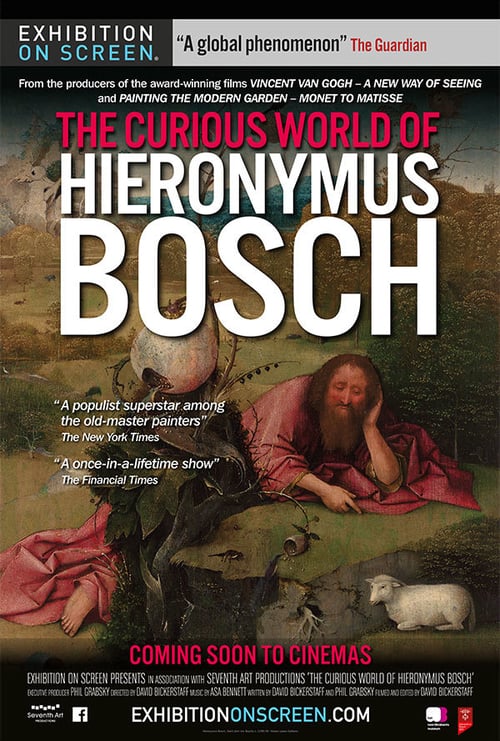 EXHIBITION
ON SCREEN®
“A global phenomenon” The Guardian
From the producers of the award-winning films VINCENT VAN GOGH – A NEW WAY OF SEEING
and PAINTING THE MODERN GARDEN – MONET TO MATISSE
THE CURIOUS WORLD OF
HIERONYMUS
BOSCH
“A populist superstar among
the old-master painters”
The New York Times
“A once-in-a-lifetime show”
The Financial Times
COMING SOON TO CINEMAS
EXHIBITION ON SCREEN PRESENTS IN ASSOCIATION WITH SEVENTH ART PRODUCTIONS 'THE CURIOUS WORLD OF HIERONYMUS BOSCH'
EXECUTIVE PRODUCER PHIL GRABSKY DIRECTED BY DAVID BICKERSTAFF MUSIC BY ASA BENNETT WRITTEN BY DAVID BICKERSTAFF AND PHIL GRABSKY FILMED AND EDITED BY DAVID BICKERSTAFF
Seventh Art
PRODUCTIONS
EXHIBITIONONSCREEN.COM